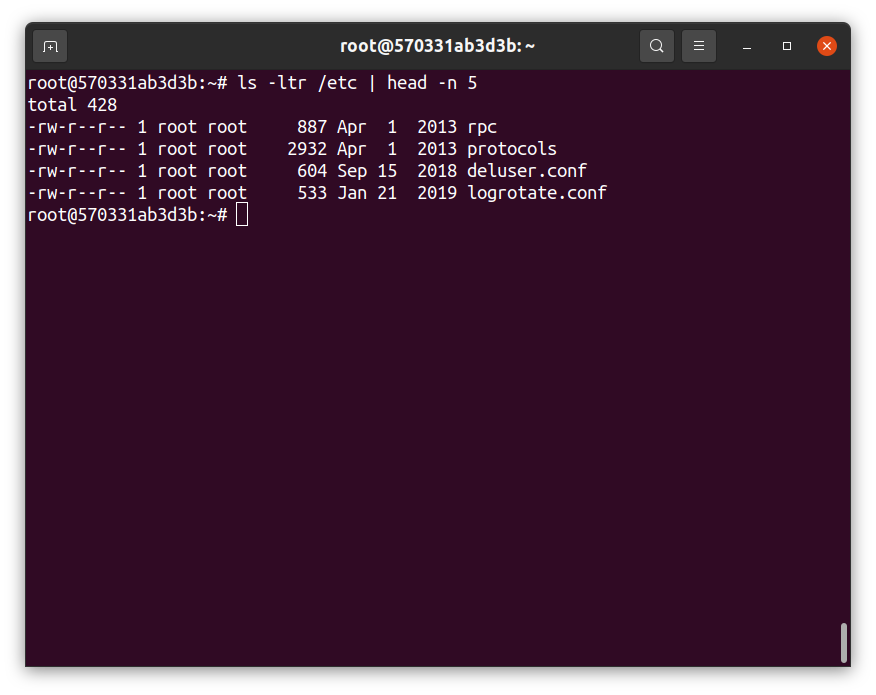 root@570331ab3d3b: ~
root@570331ab3d3b:~# ls -ltr /etc | head -n 5
total 428
-rw-r--r-- 1 root root     887 Apr  1  2013 rpc
-rw-r--r-- 1 root root    2932 Apr  1  2013 protocols
-rw-r--r-- 1 root root     604 Sep 15  2018 deluser.conf
-rw-r--r-- 1 root root     533 Jan 21  2019 logrotate.conf
root@570331ab3d3b:~#